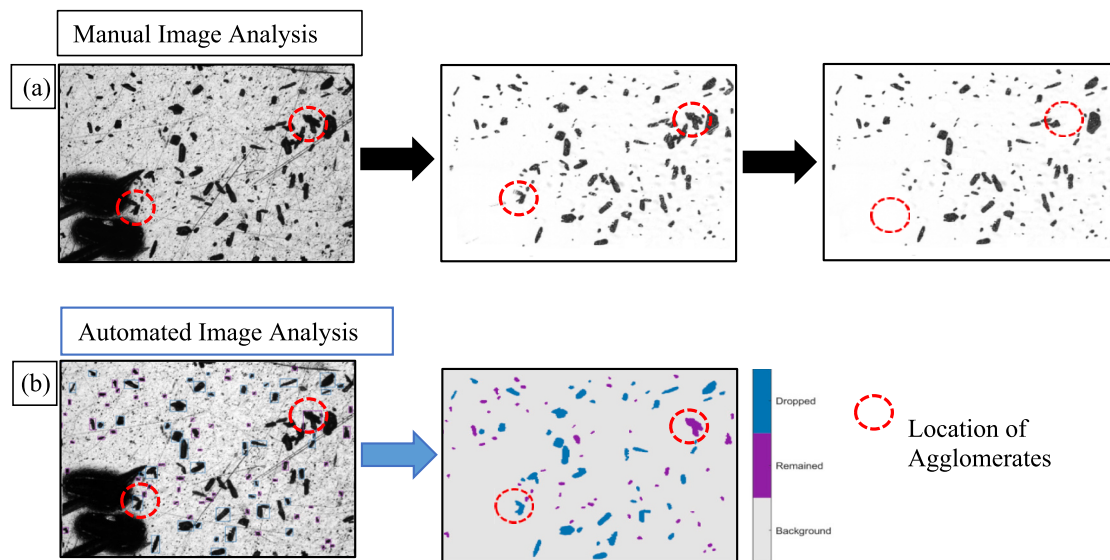 Manual Image Analysis
(a)
Automated Image Analysis
(b)
Dropped
Remained
Background
Location of
Agglomerates